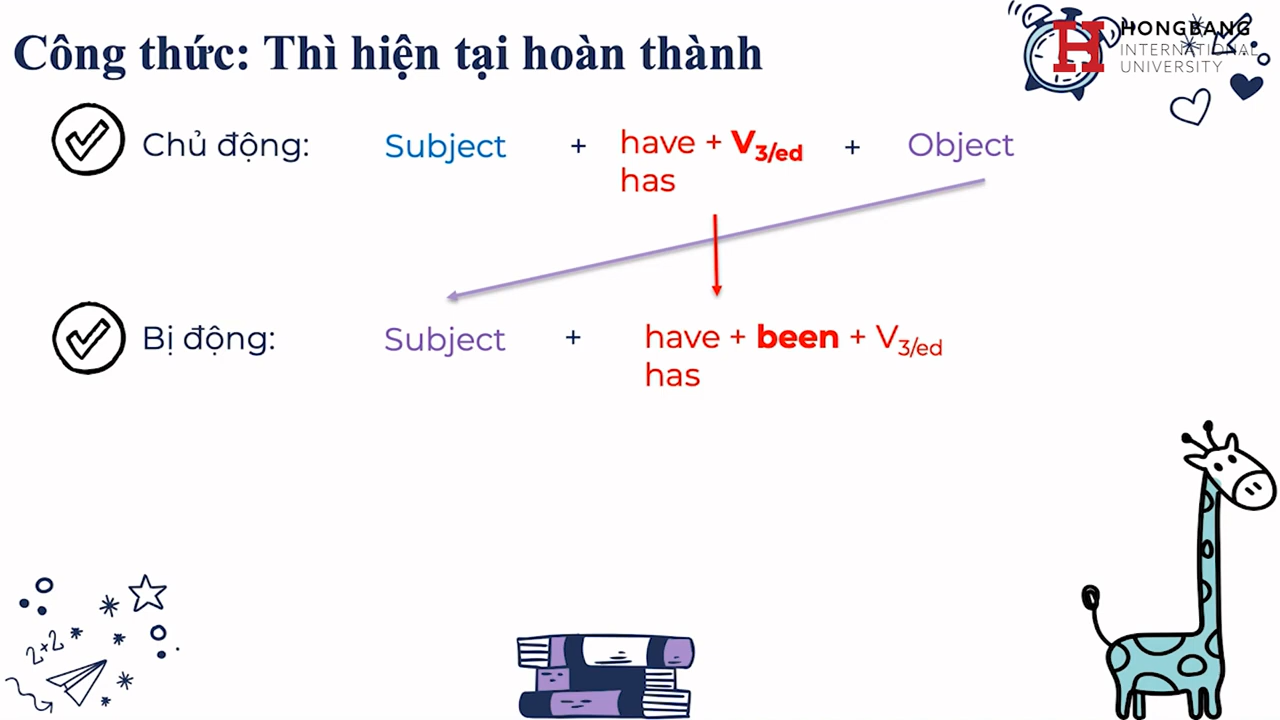 Công thức: Thì hiện tại hoàn thành
HONGBANG
INTERNATIONAL
UNIVERSITY
Chủ động: Subject + have + V3/ed + Object
has
Bị động: Subject + have + been + V3/ed
has
2+2